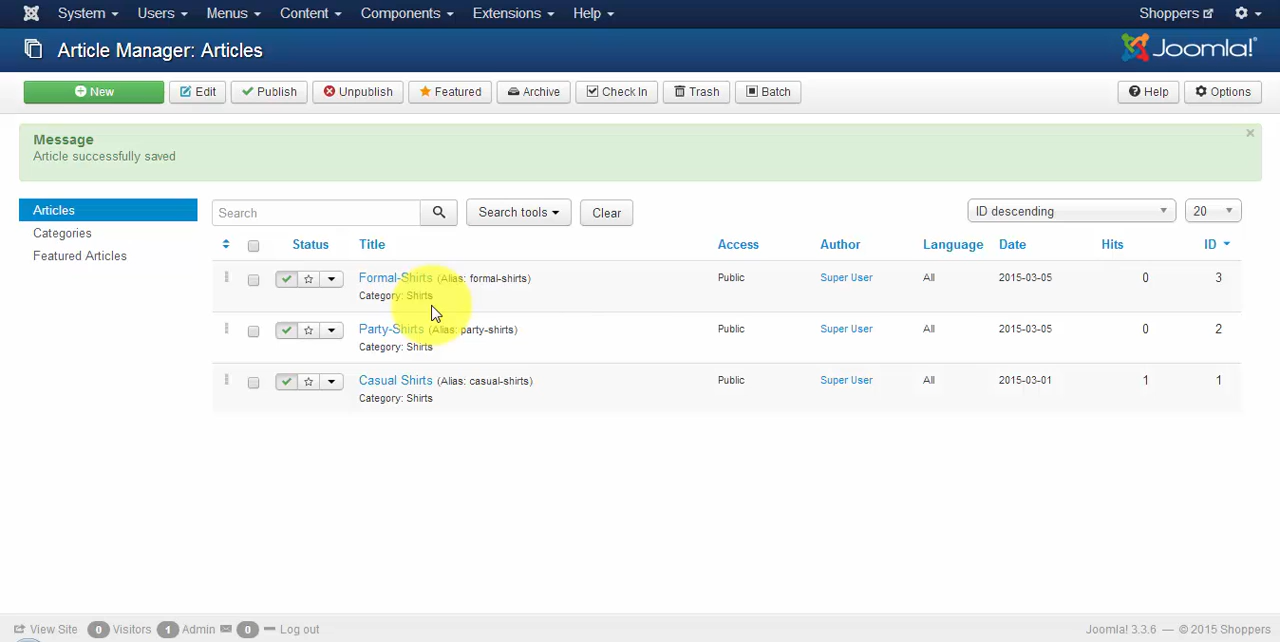 System Users Menus Content Components Extensions Help Shoppers
Article Manager: Articles Joomla!®
New Edit Publish Unpublish Featured Archive Check In Trash Batch Help Options
Message ×
Article successfully saved
Articles Search Search tools Clear ID descending 20
Categories Status Title Access Author Language Date Hits ID
Featured Articles
Formal-Shirts (Alias: formal-shirts) Public Super User All 2015-03-05 0 3
Category: Shirts
Party-Shirts (Alias: party-shirts) Public Super User All 2015-03-05 0 2
Category: Shirts
Casual Shirts (Alias: casual-shirts) Public Super User All 2015-03-01 1 1
Category: Shirts
View Site 0 Visitors 1 Admin 0 Log out Joomla! 3.3.6 — © 2015 Shoppers